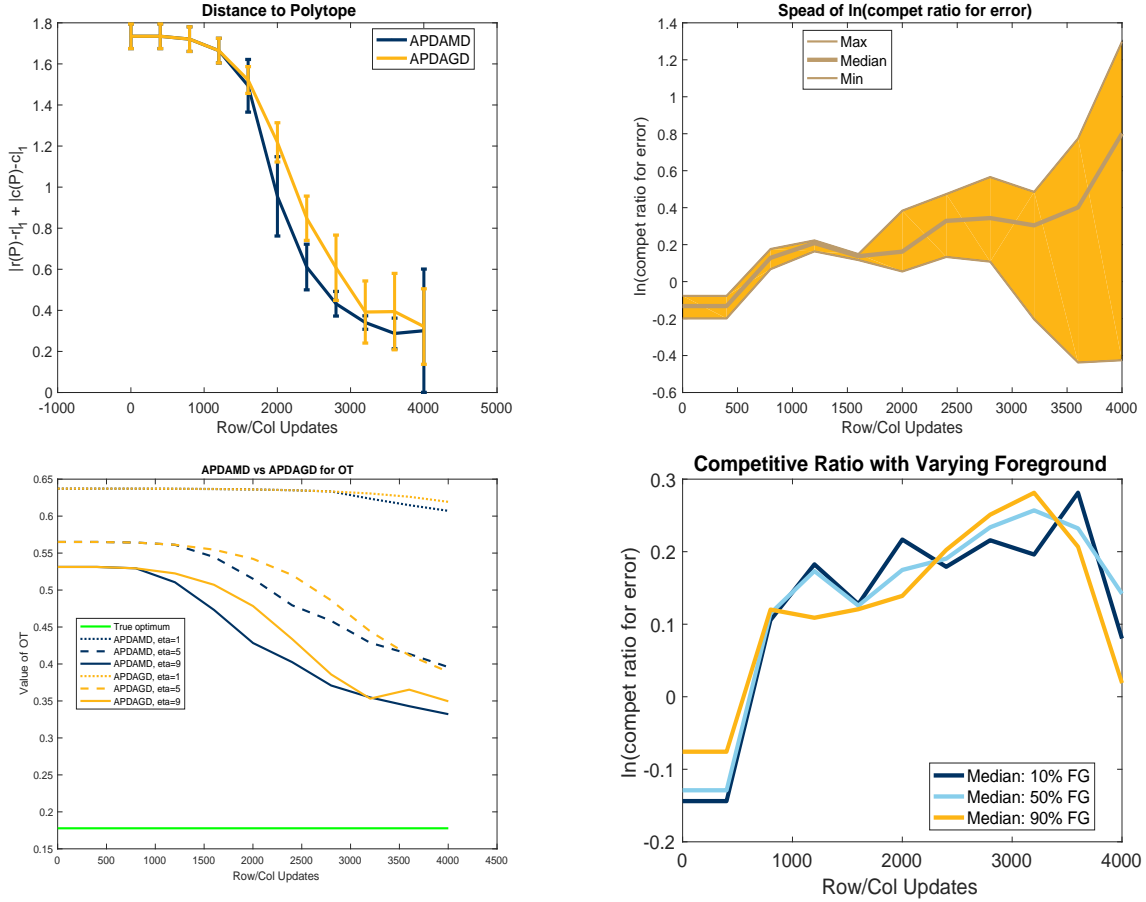 Distance to Polytope
1.8
1.6
1.4
1.2
1
0.8
0.6
0.4
0.2
0
|r(P)-r|1 + |c(P)-c|1
APDAMD
APDAGD
-1000 0 1000 2000 3000 4000 5000
Row/Col Updates
Spead of ln(compet ratio for error)
1.4
1.2
1
0.8
0.6
0.4
0.2
0
-0.2
-0.4
-0.6
ln(compet ratio for error)
Max
Median
Min
0 500 1000 1500 2000 2500 3000 3500 4000
Row/Col Updates
APDAMD vs APDAGD for OT
0.65
0.6
0.55
0.5
0.45
0.4
0.35
0.3
0.25
0.2
0.15
Value of OT
True optimum
APDAMD, eta=1
APDAMD, eta=5
APDAMD, eta=9
APDAGD, eta=1
APDAGD, eta=5
APDAGD, eta=9
0 500 1000 1500 2000 2500 3000 3500 4000 4500
Row/Col Updates
Competitive Ratio with Varying Foreground
0.3
0.2
0.1
0
-0.1
-0.2
ln(compet ratio for error)
Median: 10% FG
Median: 50% FG
Median: 90% FG
0 1000 2000 3000 4000
Row/Col Updates